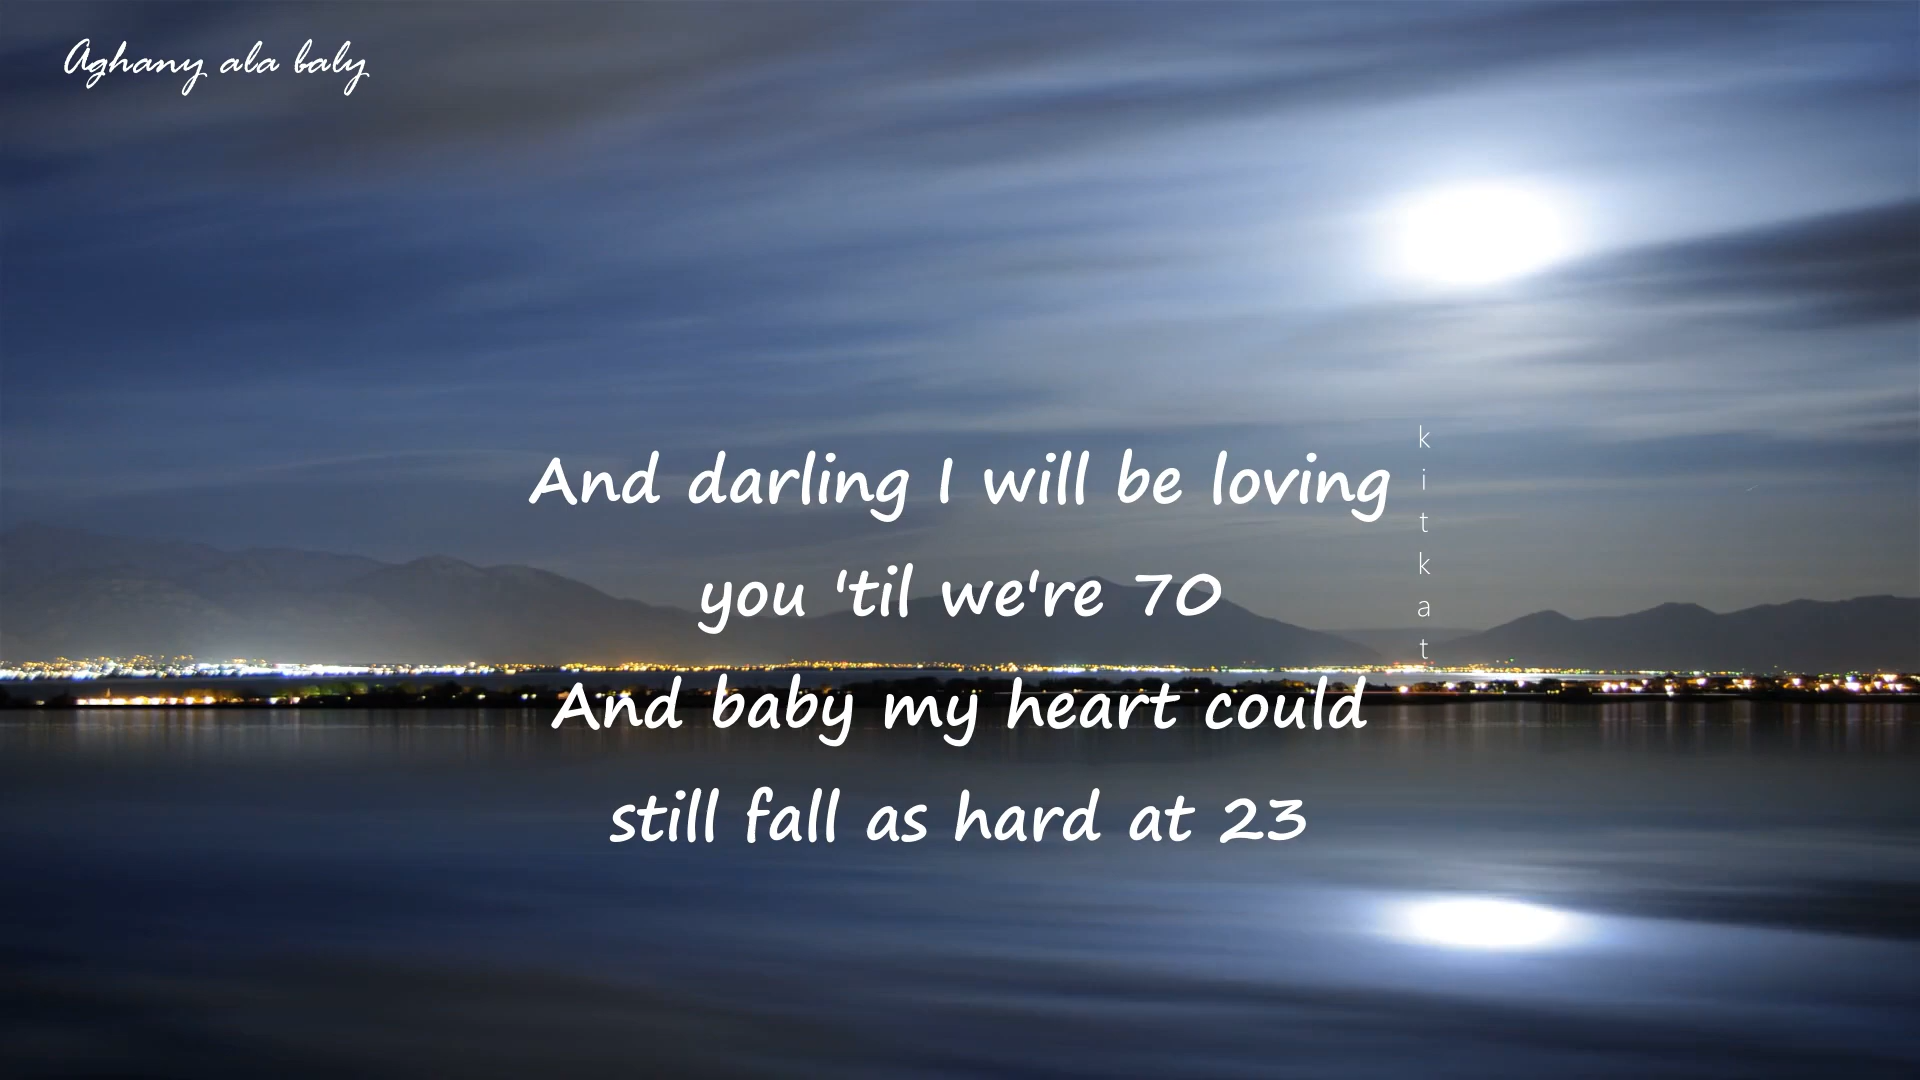 Aghany ala baly
And darling I will be loving
you 'til we're 70
And baby my heart could
still fall as hard at 23
kitkat